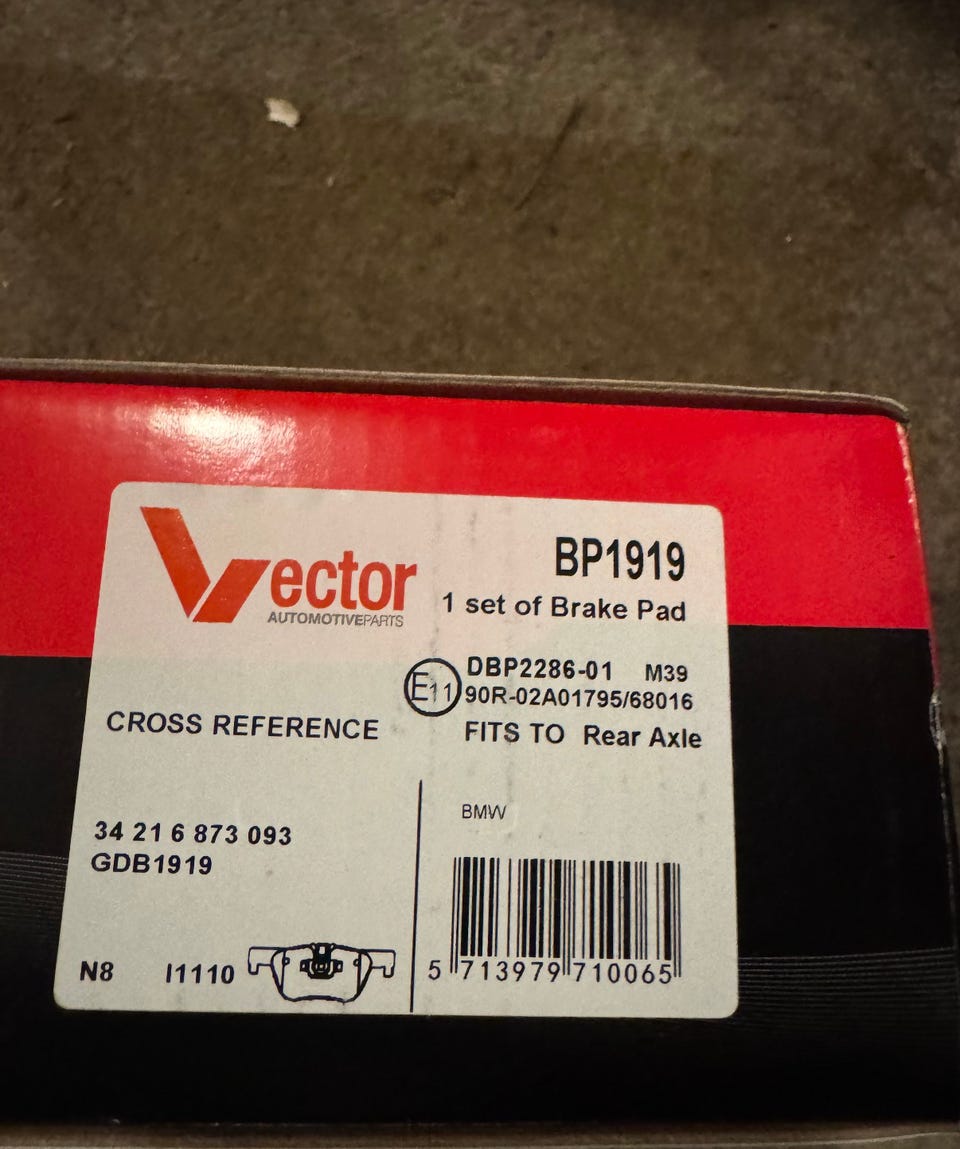 Vector
AUTOMOTIVEPARTS
BP1919
1 set of Brake Pad
E11
DBP2286-01 M39
90R-02A01795/68016
CROSS REFERENCE
FITS TO Rear Axle
BMW
34 21 6 873 093
GDB1919
N8 I1110
5 713979 710065